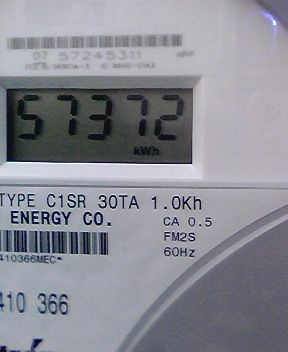 07 57245311
57372
kWh
TYPE C1SR 30TA 1.0Kh
ENERGY CO.
CA 0.5
FM2S
60Hz
410366MEC*
410 366